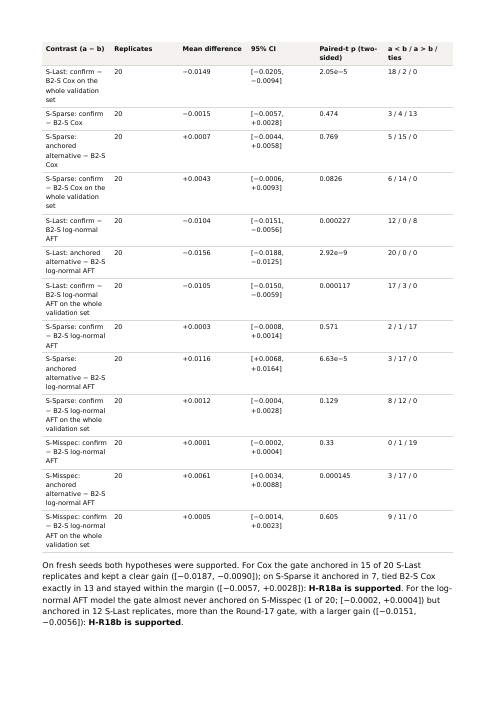 Contrast (a − b) Replicates Mean difference 95% CI Paired-t p (two-sided) a < b / a > b / ties
S-Last: confirm − B2-S Cox on the whole validation set 20 −0.0149 [−0.0205, −0.0094] 2.05e−5 18 / 2 / 0
S-Sparse: confirm − B2-S Cox 20 −0.0015 [−0.0057, +0.0028] 0.474 3 / 4 / 13
S-Sparse: anchored alternative − B2-S Cox 20 +0.0007 [−0.0044, +0.0058] 0.769 5 / 15 / 0
S-Sparse: confirm − B2-S Cox on the whole validation set 20 +0.0043 [−0.0006, +0.0093] 0.0826 6 / 14 / 0
S-Last: confirm − B2-S log-normal AFT 20 −0.0104 [−0.0151, −0.0056] 0.000227 12 / 0 / 8
S-Last: anchored alternative − B2-S log-normal AFT 20 −0.0156 [−0.0188, −0.0125] 2.92e−9 20 / 0 / 0
S-Last: confirm − B2-S log-normal AFT on the whole validation set 20 −0.0105 [−0.0150, −0.0059] 0.000117 17 / 3 / 0
S-Sparse: confirm − B2-S log-normal AFT 20 +0.0003 [−0.0008, +0.0014] 0.571 2 / 1 / 17
S-Sparse: anchored alternative − B2-S log-normal AFT 20 +0.0116 [+0.0068, +0.0164] 6.63e−5 3 / 17 / 0
S-Sparse: confirm − B2-S log-normal AFT on the whole validation set 20 +0.0012 [−0.0004, +0.0028] 0.129 8 / 12 / 0
S-Misspec: confirm − B2-S log-normal AFT 20 +0.0001 [−0.0002, +0.0004] 0.33 0 / 1 / 19
S-Misspec: anchored alternative − B2-S log-normal AFT 20 +0.0061 [+0.0034, +0.0088] 0.000145 3 / 17 / 0
S-Misspec: confirm − B2-S log-normal AFT on the whole validation set 20 +0.0005 [−0.0014, +0.0023] 0.605 9 / 11 / 0
On fresh seeds both hypotheses were supported. For Cox the gate anchored in 15 of 20 S-Last
replicates and kept a clear gain ([−0.0187, −0.0090]); on S-Sparse it anchored in 7, tied B2-S Cox
exactly in 13 and stayed within the margin ([−0.0057, +0.0028]): H-R18a is supported. For the log-
normal AFT model the gate almost never anchored on S-Misspec (1 of 20; [−0.0002, +0.0004]) but
anchored in 12 S-Last replicates, more than the Round-17 gate, with a larger gain ([−0.0151,
−0.0056]): H-R18b is supported.